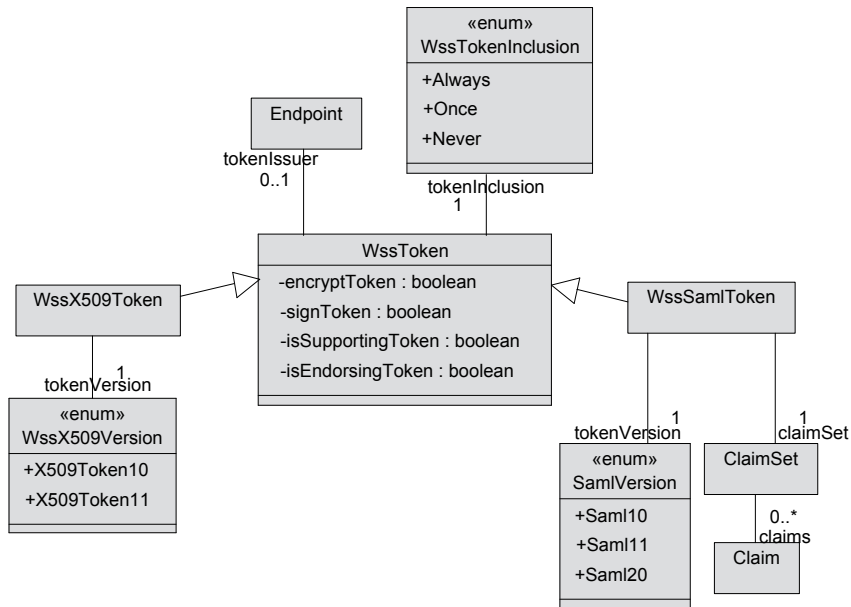 «enum»
WssTokenInclusion
+Always
+Once
+Never
Endpoint
tokenIssuer
0..1
tokenInclusion
1
WssToken
-encryptToken : boolean
-signToken : boolean
-isSupportingToken : boolean
-isEndorsingToken : boolean
WssX509Token
WssSamlToken
1
tokenVersion
«enum»
WssX509Version
+X509Token10
+X509Token11
1
tokenVersion
1
claimSet
«enum»
SamlVersion
+Saml10
+Saml11
+Saml20
ClaimSet
0..*
claims
Claim